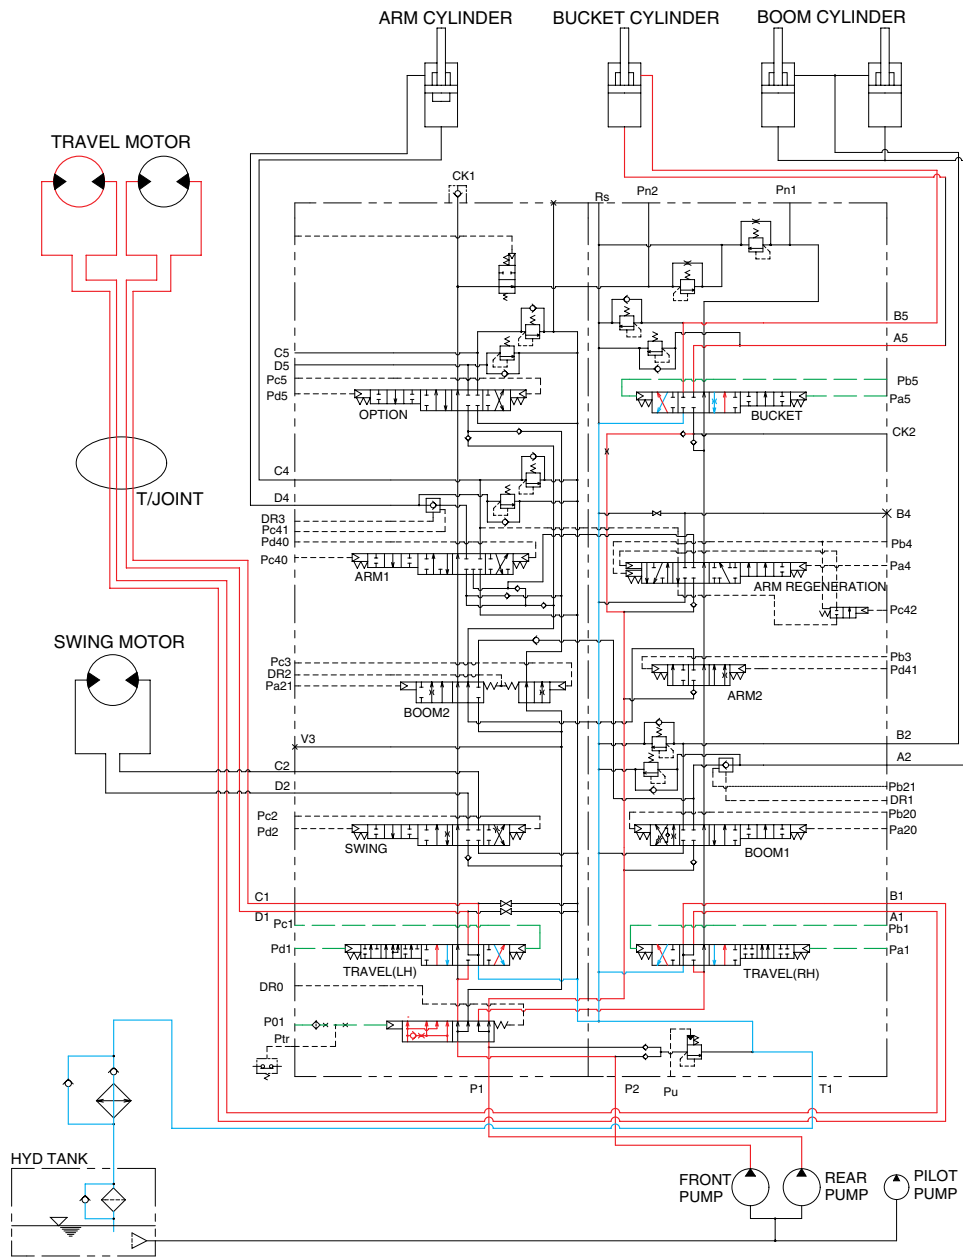 ARM CYLINDER
BUCKET CYLINDER
BOOM CYLINDER
TRAVEL MOTOR
CK1
Rs
Pn2
Pn1
B5
A5
C5
D5
Pc5
Pd5
OPTION
Pb5
Pa5
BUCKET
CK2
T/JOINT
C4
D4
DR3
Pc41
Pd40
Pc40
ARM1
B4
Pb4
Pa4
ARM REGENERATION
Pc42
SWING MOTOR
Pc3
DR2
Pa21
BOOM2
Pb3
Pd41
ARM2
V3
C2
D2
B2
A2
Pb21
DR1
Pc2
Pd2
SWING
Pb20
Pa20
BOOM1
C1
D1
Pc1
Pd1
TRAVEL(LH)
B1
A1
Pb1
Pa1
TRAVEL(RH)
DR0
P01
Ptr
P1
P2
Pu
T1
HYD TANK
FRONT
PUMP
REAR
PUMP
PILOT
PUMP